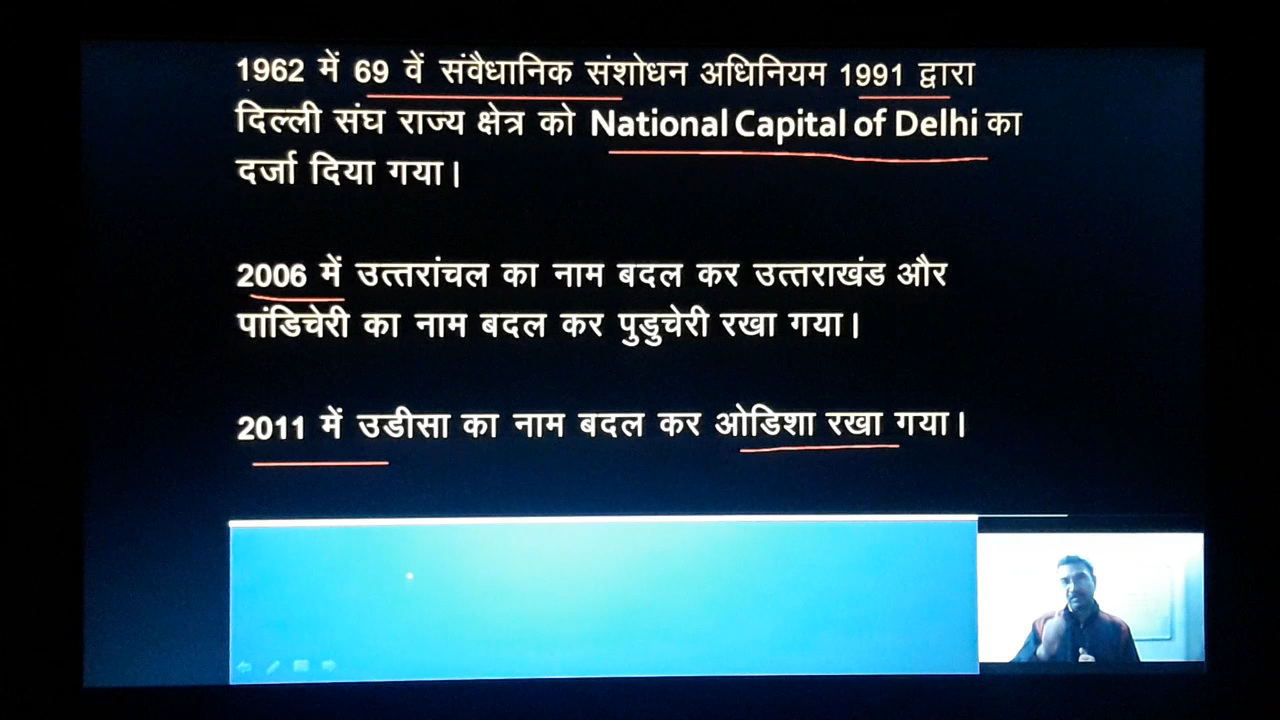 1962 में 69 वें संवैधानिक संशोधन अधिनियम 1991 द्वारा
दिल्ली संघ राज्य क्षेत्र को National Capital of Delhi का
दर्जा दिया गया।
2006 में उत्तरांचल का नाम बदल कर उत्तराखंड और
पांडिचेरी का नाम बदल कर पुडुचेरी रखा गया।
2011 में उडीसा का नाम बदल कर ओडिशा रखा गया।